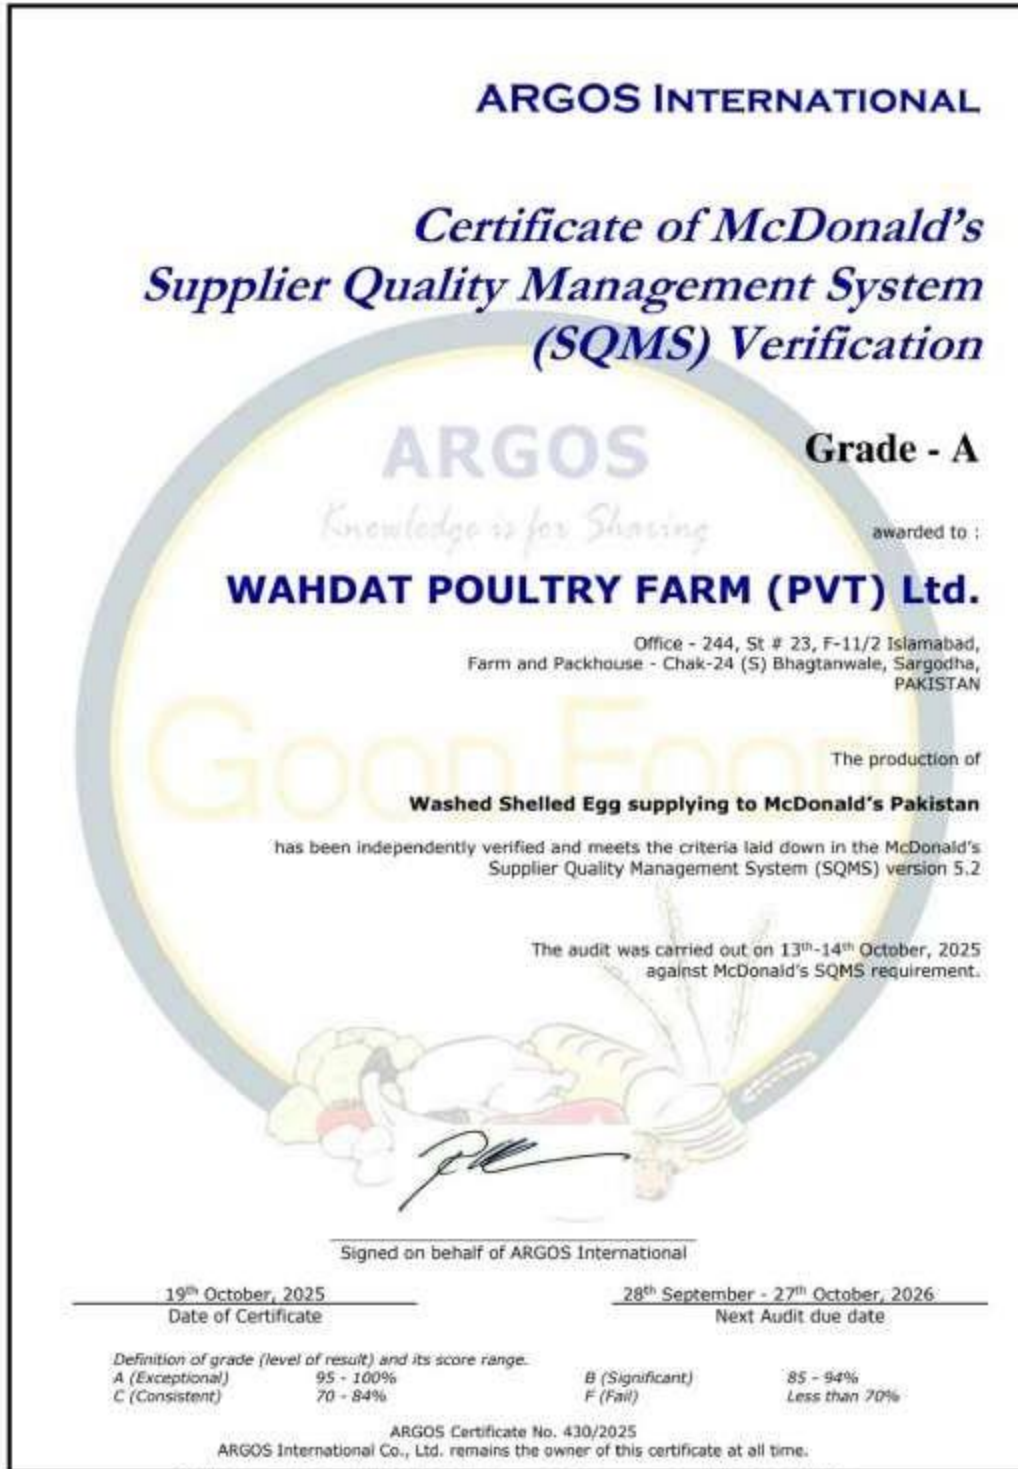 ARGOS INTERNATIONAL
Certificate of McDonald's
Supplier Quality Management System
(SQMS) Verification
ARGOS
Grade - A
Knowledge is for Sharing
awarded to :
WAHDAT POULTRY FARM (PVT) Ltd.
Office - 244, St # 23, F-11/2 Islamabad,
Farm and Packhouse - Chak-24 (S) Bhagtanwale, Sargodha,
PAKISTAN
GOOD FOOD
The production of
Washed Shelled Egg supplying to McDonald's Pakistan
has been independently verified and meets the criteria laid down in the McDonald's
Supplier Quality Management System (SQMS) version 5.2
The audit was carried out on 13th-14th October, 2025
against McDonald's SQMS requirement.
Signed on behalf of ARGOS International
19th October, 2025
Date of Certificate
28th September - 27th October, 2026
Next Audit due date
Definition of grade (level of result) and its score range.
A (Exceptional) 95 - 100% B (Significant) 85 - 94%
C (Consistent) 70 - 84% F (Fail) Less than 70%
ARGOS Certificate No. 430/2025
ARGOS International Co., Ltd. remains the owner of this certificate at all time.